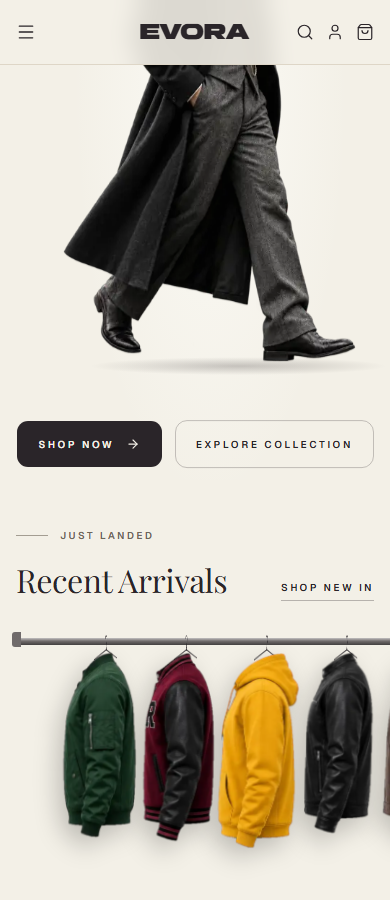 EVORA
SHOP NOW
EXPLORE COLLECTION
JUST LANDED
Recent Arrivals
SHOP NEW IN
R